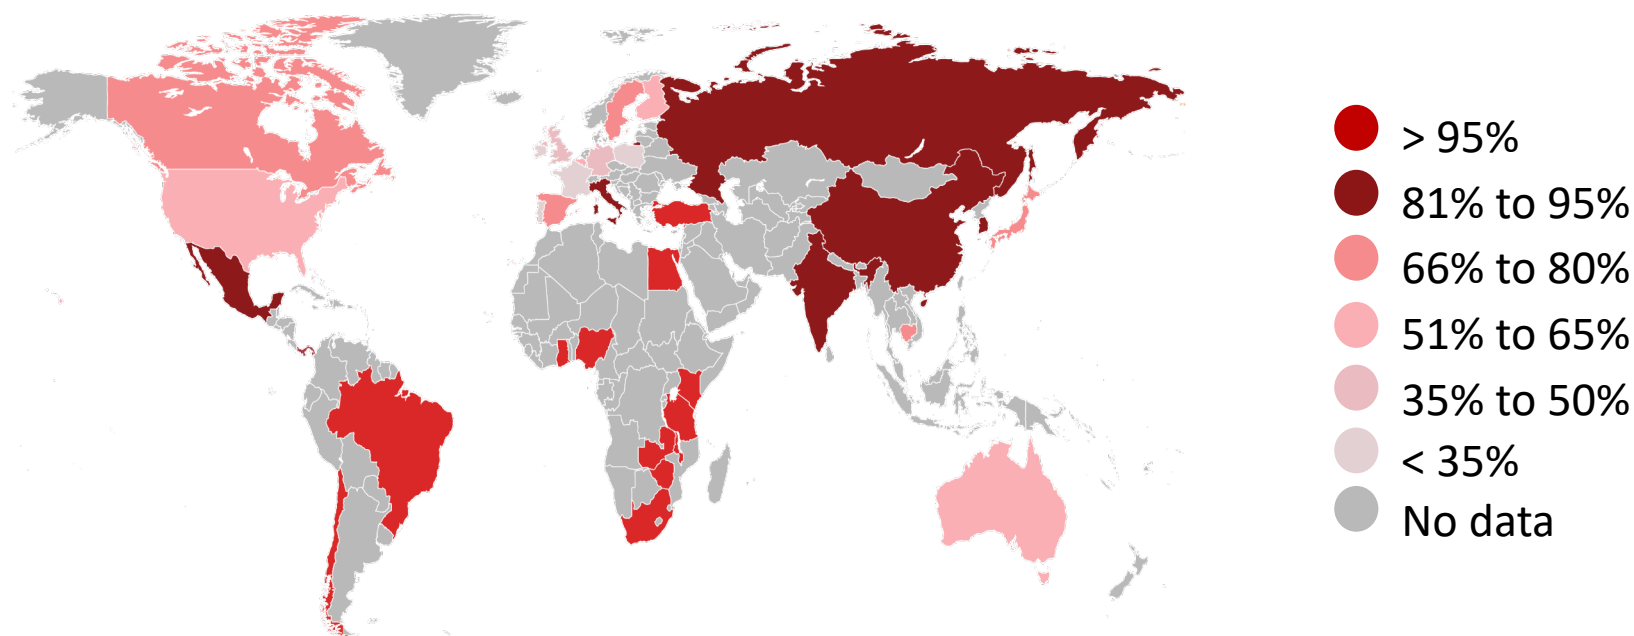 > 95%
81% to 95%
66% to 80%
51% to 65%
35% to 50%
< 35%
No data